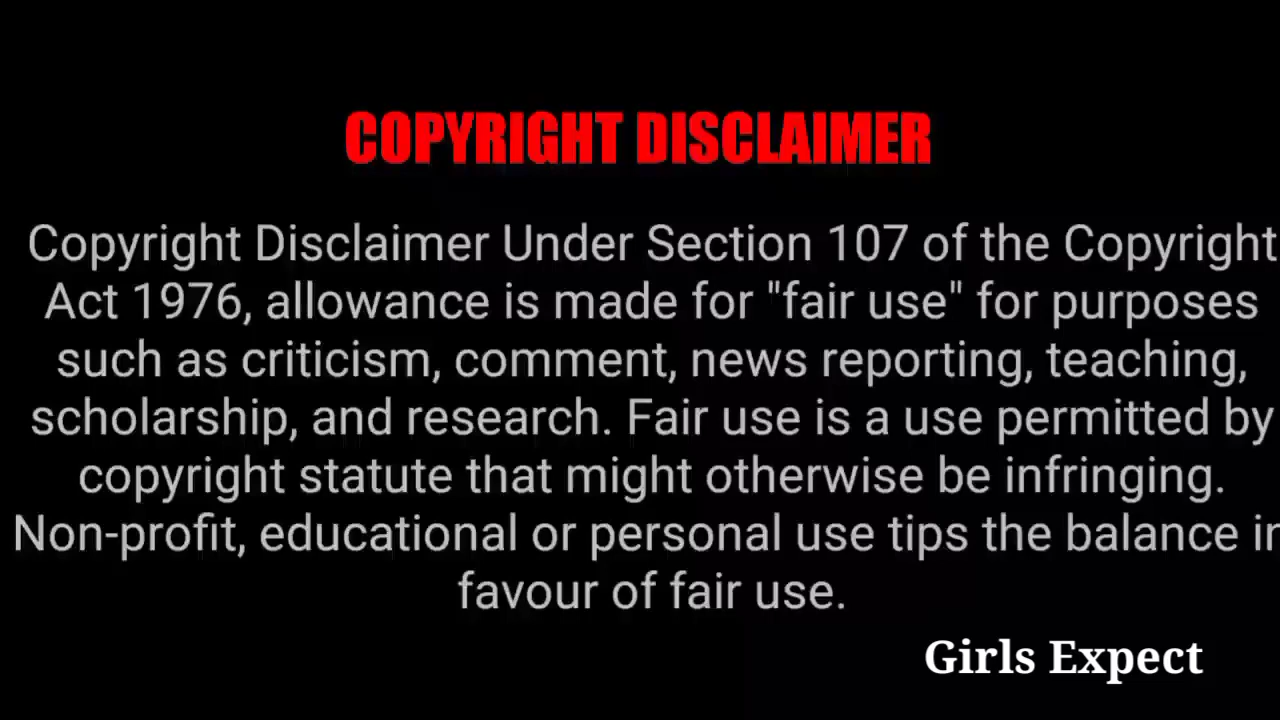 COPYRIGHT DISCLAIMER
Copyright Disclaimer Under Section 107 of the Copyright
Act 1976, allowance is made for "fair use" for purposes
such as criticism, comment, news reporting, teaching,
scholarship, and research. Fair use is a use permitted by
copyright statute that might otherwise be infringing.
Non-profit, educational or personal use tips the balance in
favour of fair use.
Girls Expect